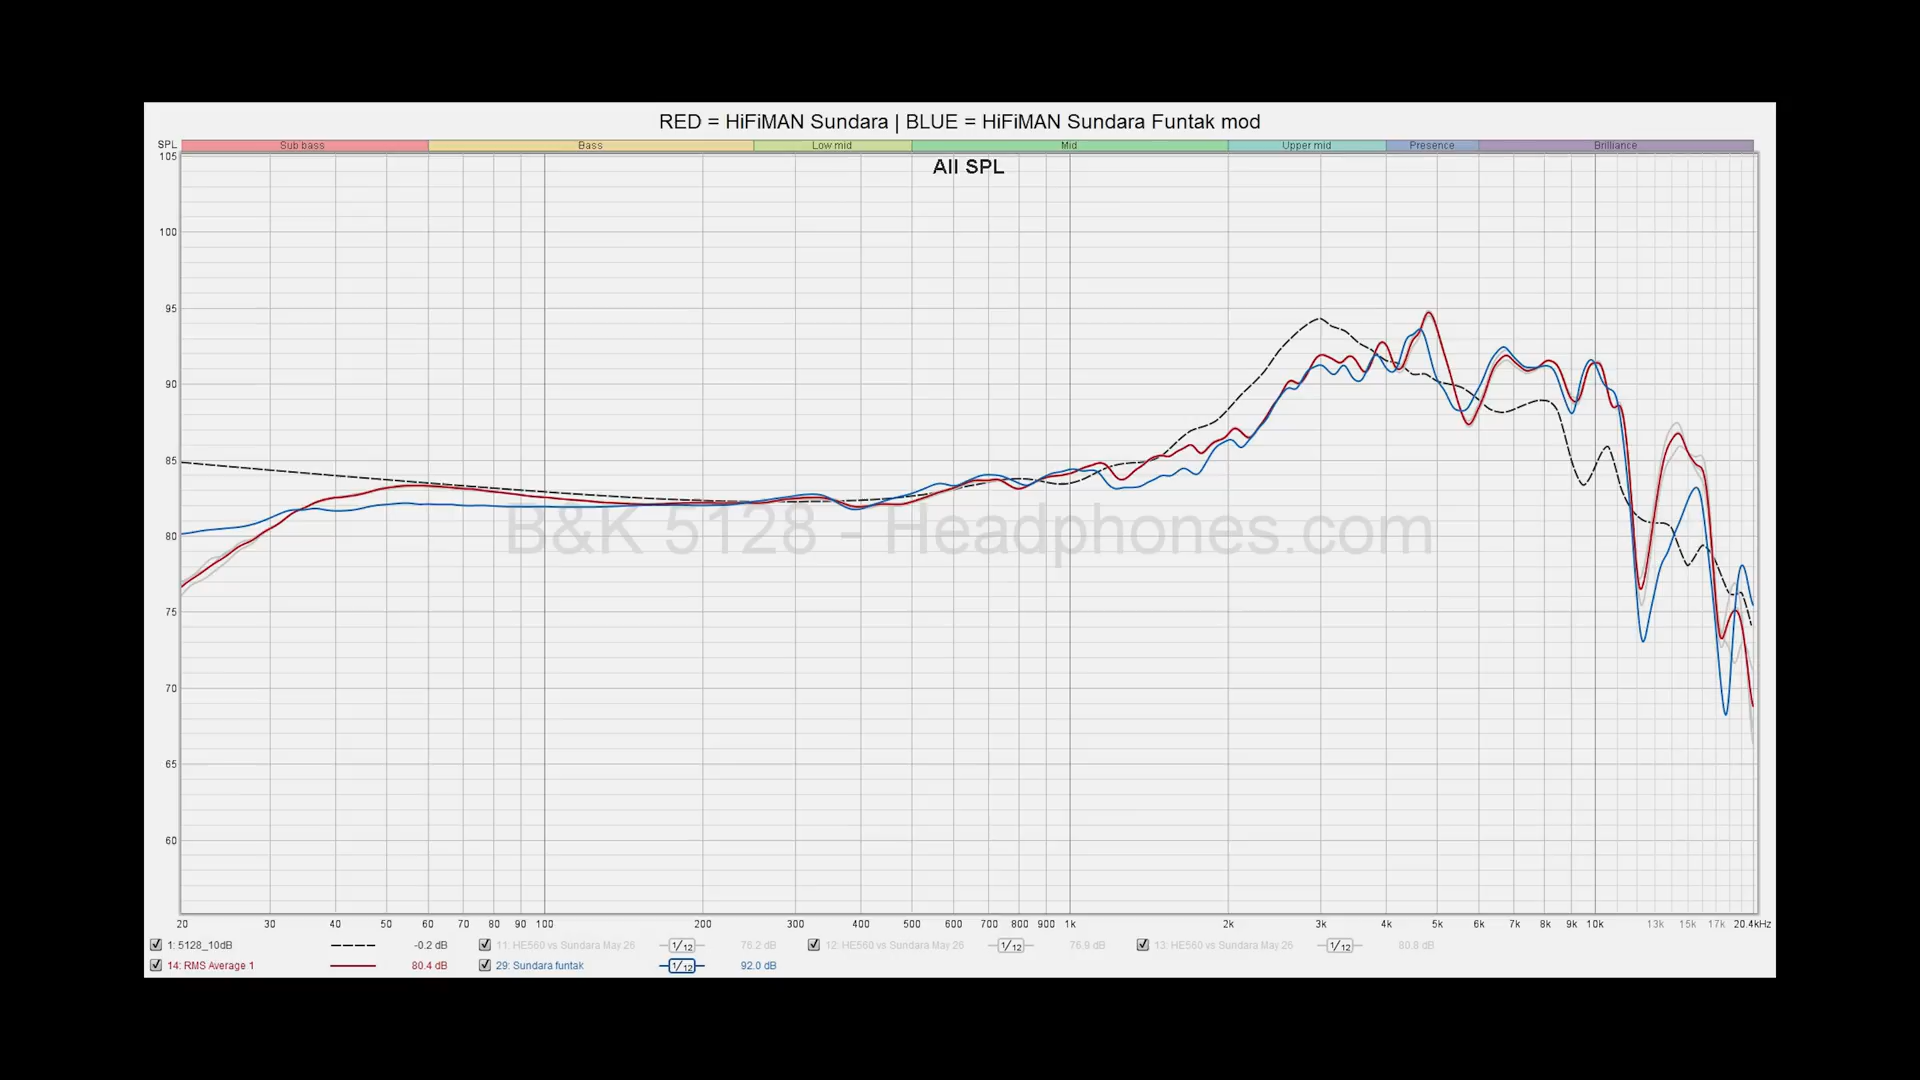 RED = HiFiMAN Sundara | BLUE = HiFiMAN Sundara Funtak mod
SPL Sub bass Bass Low mid Mid Upper mid Presence Brilliance
All SPL
105
100
95
90
85
80
75
70
65
60
B&K 5128 - Headphones.com
20 30 40 50 60 70 80 90 100 200 300 400 500 600 700 800 900 1k 2k 3k 4k 5k 6k 7k 8k 9k 10k 13k 15k 17k 20.4kHz
1: 5128_10dB -0.2 dB 11. HE560 vs Sundara May 26 1/12 76.2 dB 12: HE560 vs Sundara May 26 1/12 76.9 dB 13: HE560 vs Sundara May 26 1/12 80.8 dB
14: RMS Average 1 80.4 dB 29: Sundara funtak 1/12 92.0 dB